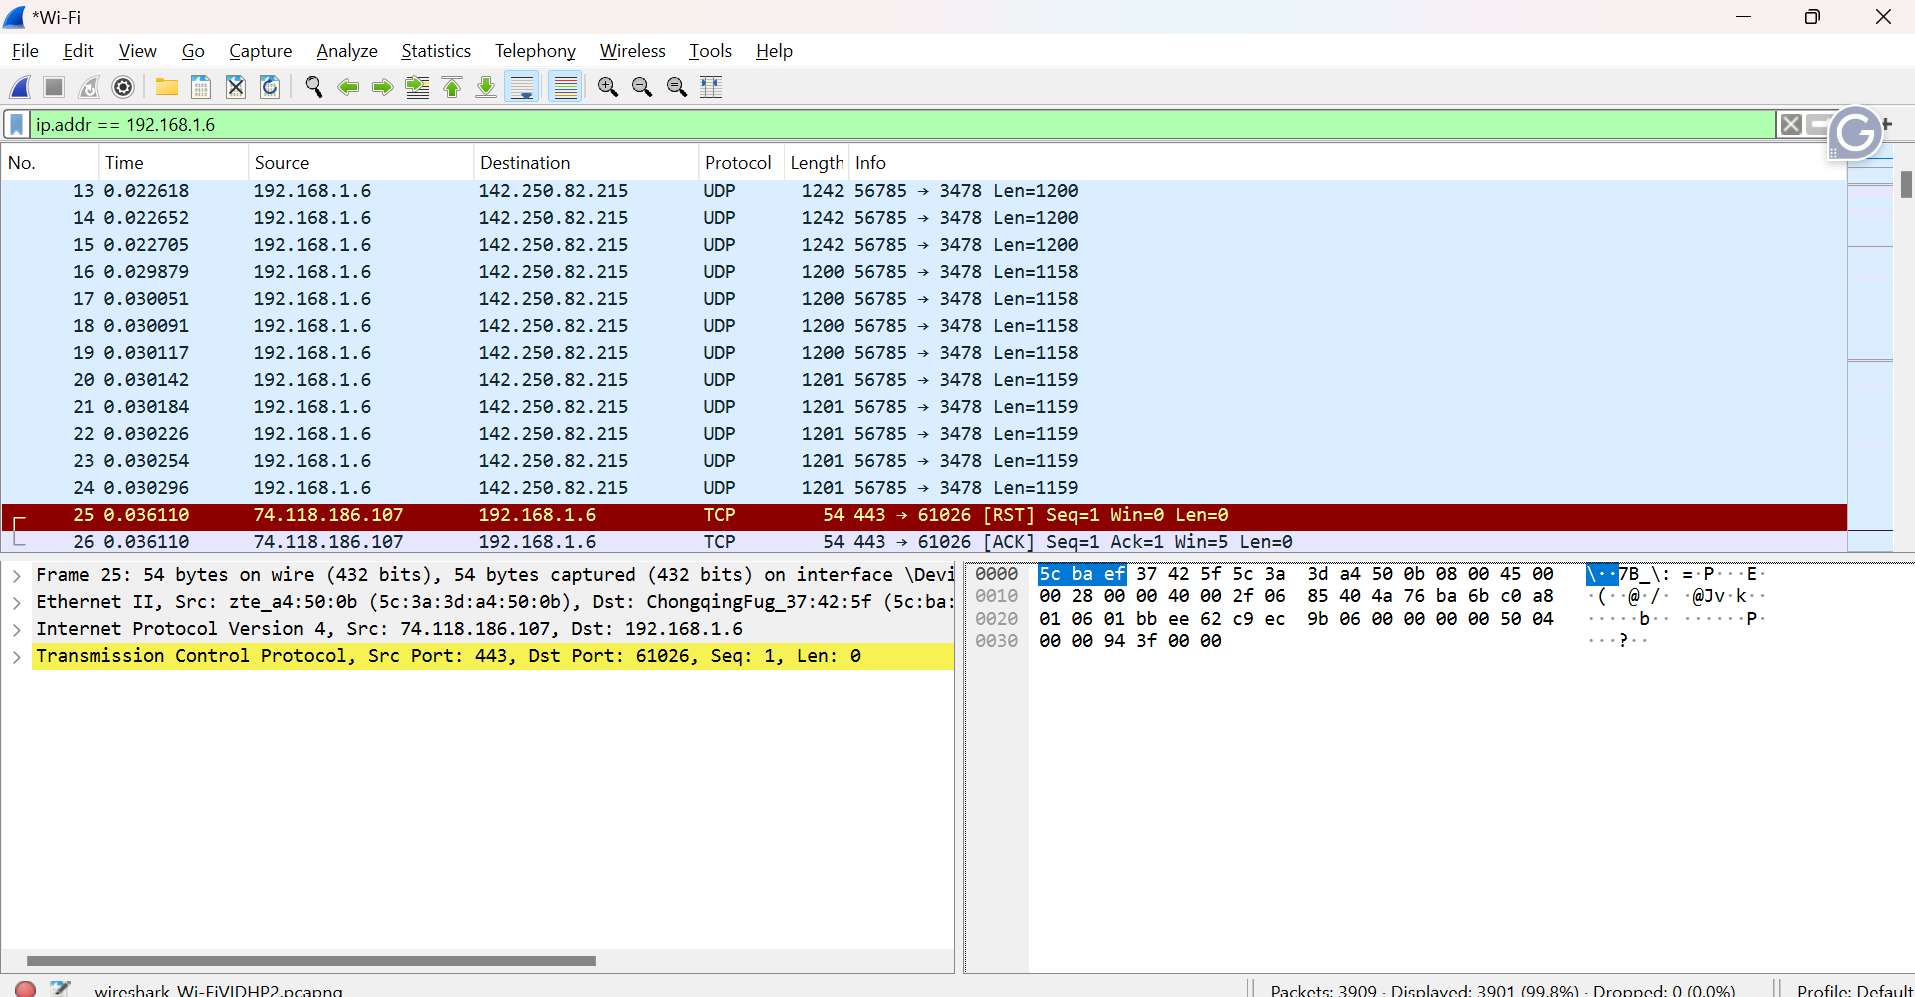 *Wi-Fi
File Edit View Go Capture Analyze Statistics Telephony Wireless Tools Help
ip.addr == 192.168.1.6
No. Time Source Destination Protocol Length Info
13 0.022618 192.168.1.6 142.250.82.215 UDP 1242 56785 → 3478 Len=1200
14 0.022652 192.168.1.6 142.250.82.215 UDP 1242 56785 → 3478 Len=1200
15 0.022705 192.168.1.6 142.250.82.215 UDP 1242 56785 → 3478 Len=1200
16 0.029879 192.168.1.6 142.250.82.215 UDP 1200 56785 → 3478 Len=1158
17 0.030051 192.168.1.6 142.250.82.215 UDP 1200 56785 → 3478 Len=1158
18 0.030091 192.168.1.6 142.250.82.215 UDP 1200 56785 → 3478 Len=1158
19 0.030117 192.168.1.6 142.250.82.215 UDP 1200 56785 → 3478 Len=1158
20 0.030142 192.168.1.6 142.250.82.215 UDP 1201 56785 → 3478 Len=1159
21 0.030184 192.168.1.6 142.250.82.215 UDP 1201 56785 → 3478 Len=1159
22 0.030226 192.168.1.6 142.250.82.215 UDP 1201 56785 → 3478 Len=1159
23 0.030254 192.168.1.6 142.250.82.215 UDP 1201 56785 → 3478 Len=1159
24 0.030296 192.168.1.6 142.250.82.215 UDP 1201 56785 → 3478 Len=1159
25 0.036110 74.118.186.107 192.168.1.6 TCP 54 443 → 61026 [RST] Seq=1 Win=0 Len=0
26 0.036110 74.118.186.107 192.168.1.6 TCP 54 443 → 61026 [ACK] Seq=1 Ack=1 Win=5 Len=0
Frame 25: 54 bytes on wire (432 bits), 54 bytes captured (432 bits) on interface \Devi
Ethernet II, Src: zte_a4:50:0b (5c:3a:3d:a4:50:0b), Dst: ChongqingFug_37:42:5f (5c:ba:
Internet Protocol Version 4, Src: 74.118.186.107, Dst: 192.168.1.6
Transmission Control Protocol, Src Port: 443, Dst Port: 61026, Seq: 1, Len: 0
0000 5c ba ef 37 42 5f 5c 3a 3d a4 50 0b 08 00 45 00 \··7B_\: =·P···E·
0010 00 28 00 00 40 00 2f 06 85 40 4a 76 ba 6b c0 a8 ·(··@·/· ·@Jv·k··
0020 01 06 01 bb ee 62 c9 ec 9b 06 00 00 00 00 50 04 ·····b·· ······P·
0030 00 00 94 3f 00 00 ···?··
wireshark_Wi-FiVIDHP2.pcapng
Packets: 3909 · Displayed: 3901 (99.8%) · Dropped: 0 (0.0%)
Profile: Default